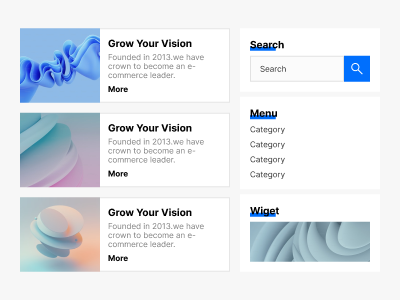 Grow Your Vision
Founded in 2013.we have
crown to become an e-
commerce leader.
More
Grow Your Vision
Founded in 2013.we have
crown to become an e-
commerce leader.
More
Grow Your Vision
Founded in 2013.we have
crown to become an e-
commerce leader.
More
Search
Search
Menu
Category
Category
Category
Category
Wiget